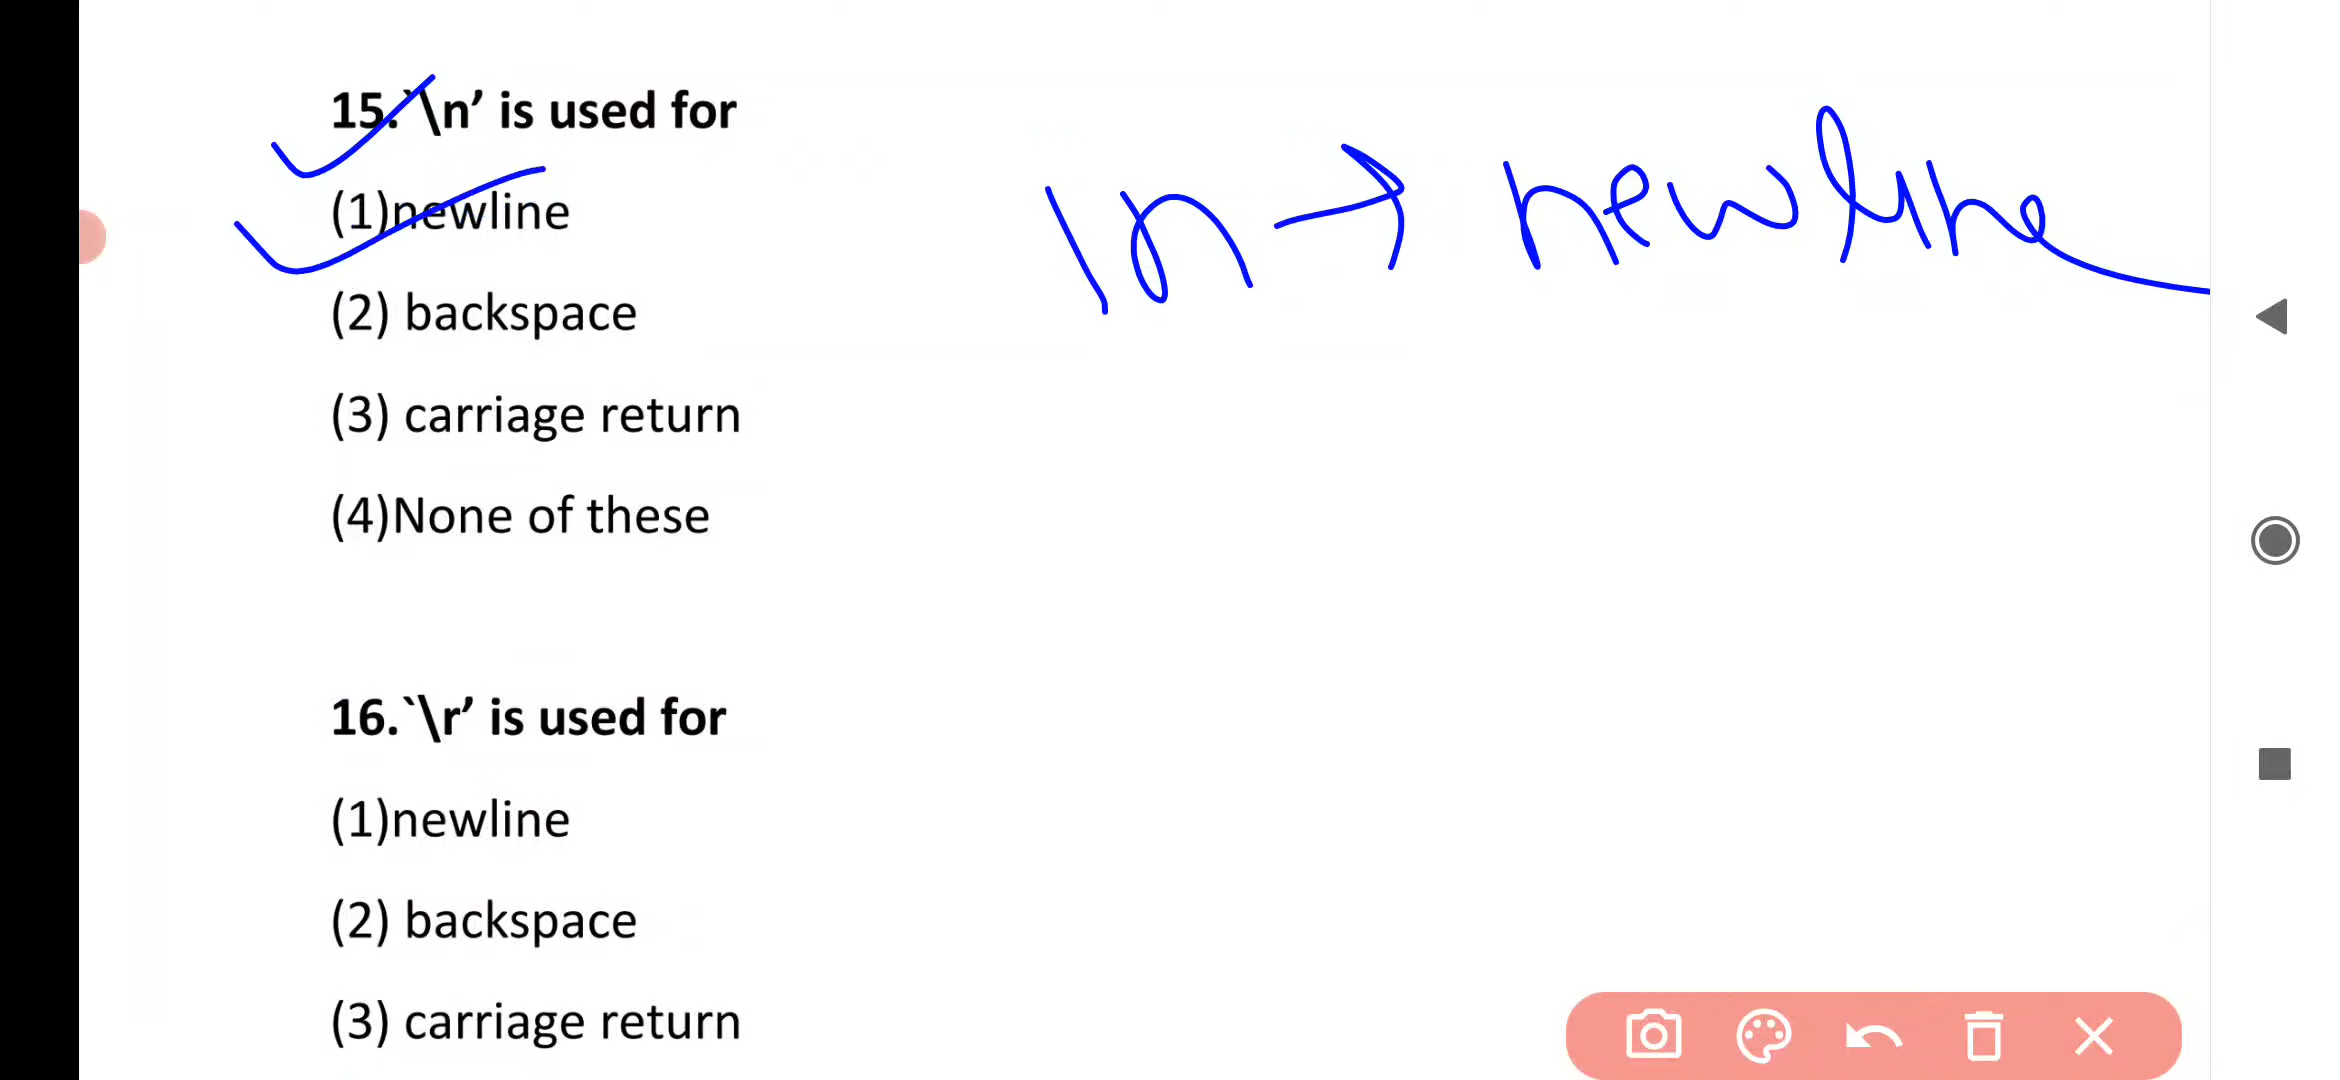 15.`\n’ is used for
(1)newline
\n → newline
(2) backspace
(3) carriage return
(4)None of these
16.`\r’ is used for
(1)newline
(2) backspace
(3) carriage return